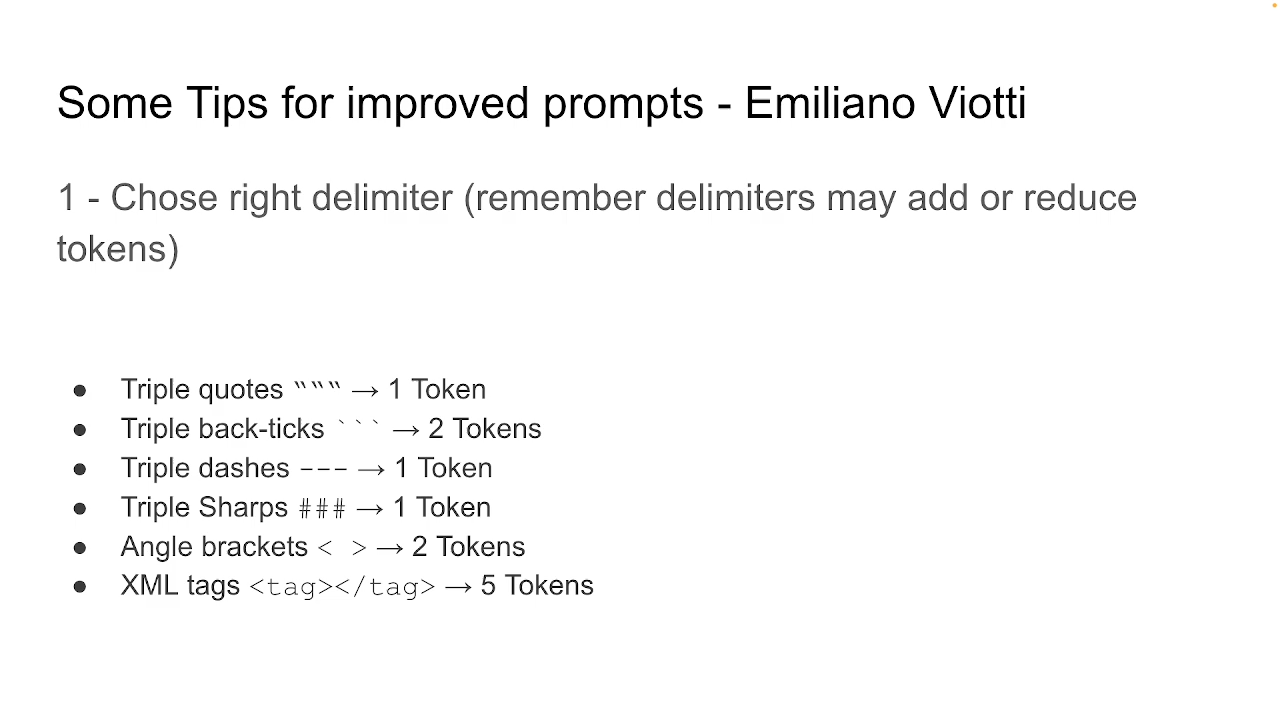 Some Tips for improved prompts - Emiliano Viotti
1 - Chose right delimiter (remember delimiters may add or reduce
tokens)
● Triple quotes “““ → 1 Token
● Triple back-ticks ``` → 2 Tokens
● Triple dashes --- → 1 Token
● Triple Sharps ### → 1 Token
● Angle brackets < > → 2 Tokens
● XML tags <tag></tag> → 5 Tokens